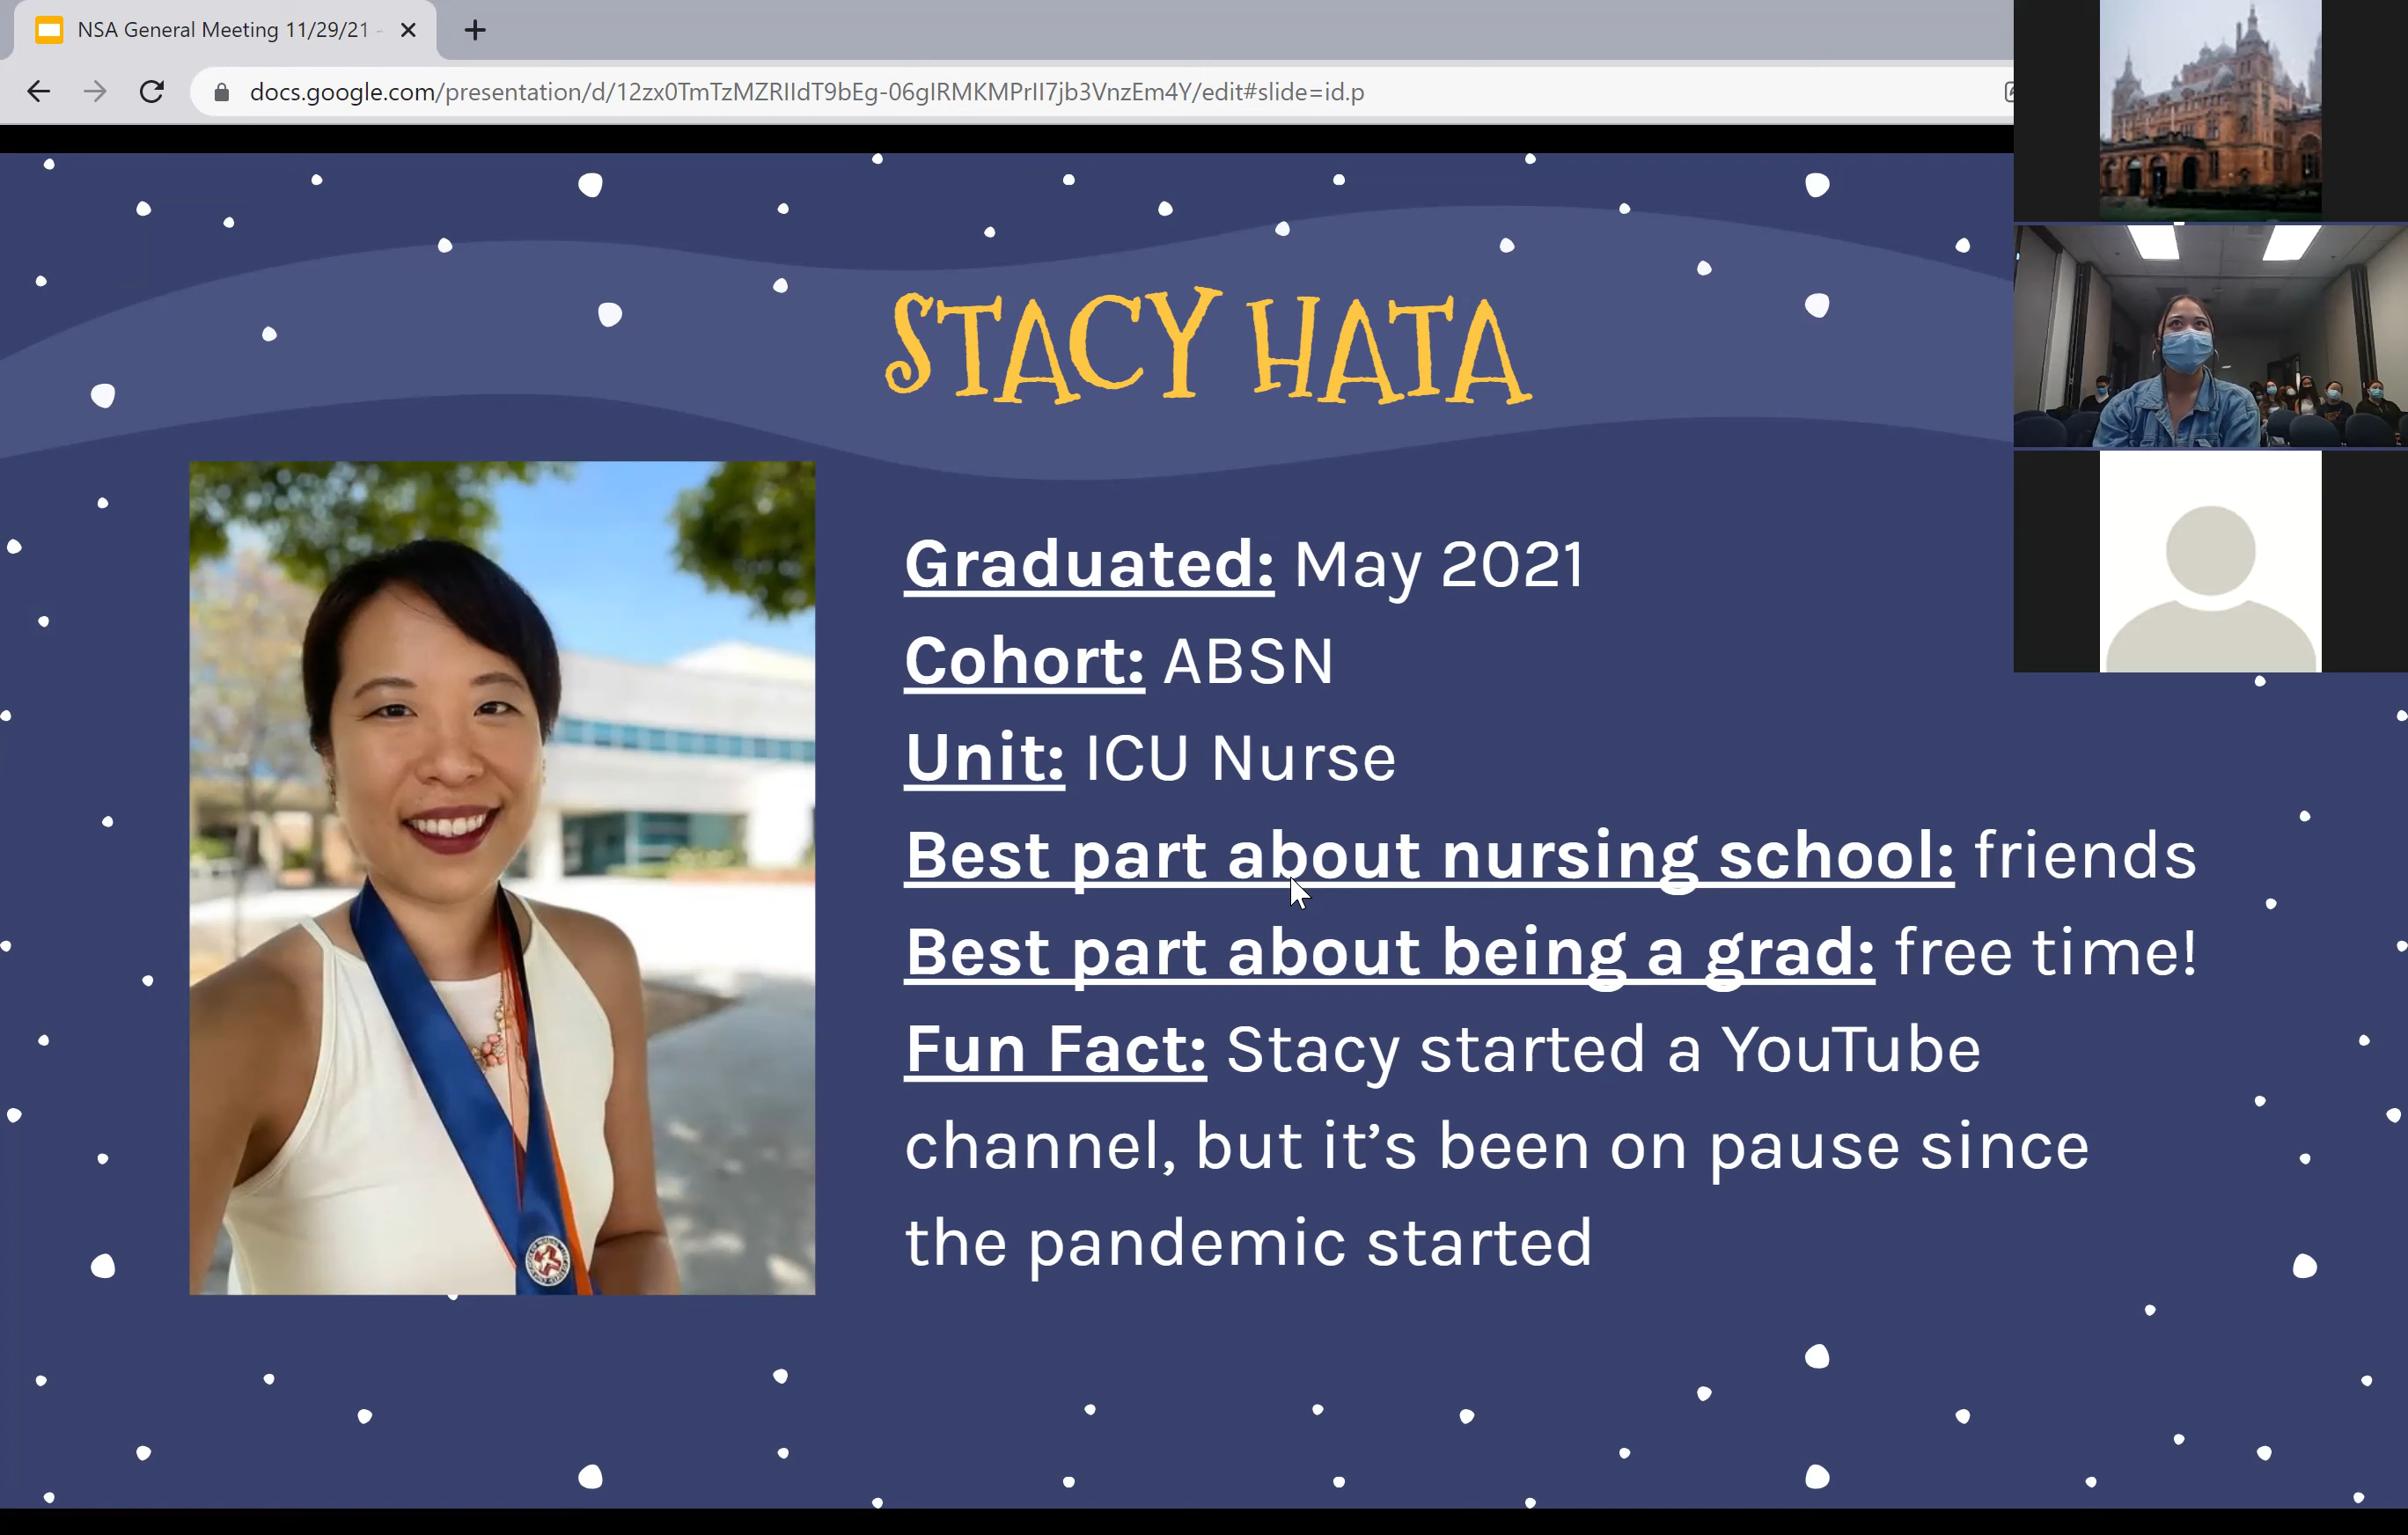 NSA General Meeting 11/29/21 -
docs.google.com/presentation/d/12zx0TmTzMZRIIdT9bEg-06gIRMKMPrII7jb3VnzEm4Y/edit#slide=id.p
STACY HATA
Graduated: May 2021
Cohort: ABSN
Unit: ICU Nurse
Best part about nursing school: friends
Best part about being a grad: free time!
Fun Fact: Stacy started a YouTube
channel, but it's been on pause since
the pandemic started